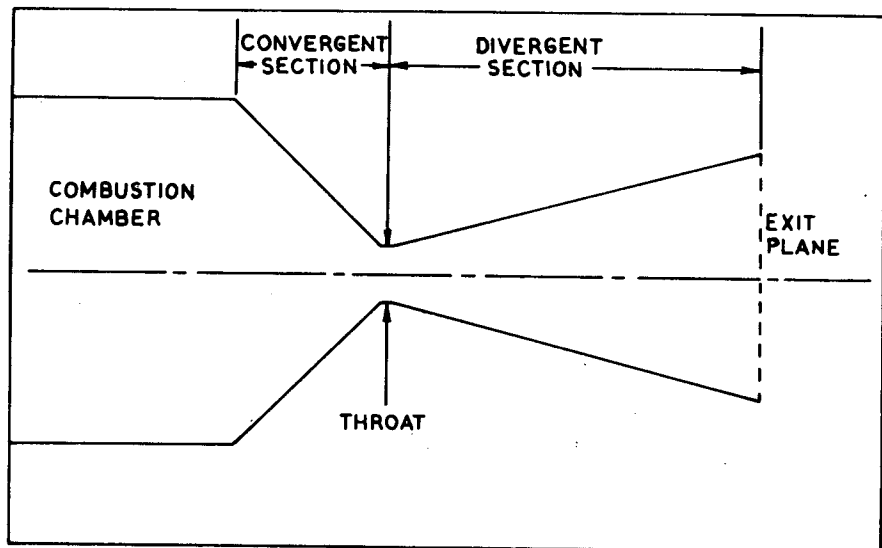 CONVERGENT
SECTION
DIVERGENT
SECTION
COMBUSTION
CHAMBER
EXIT
PLANE
THROAT